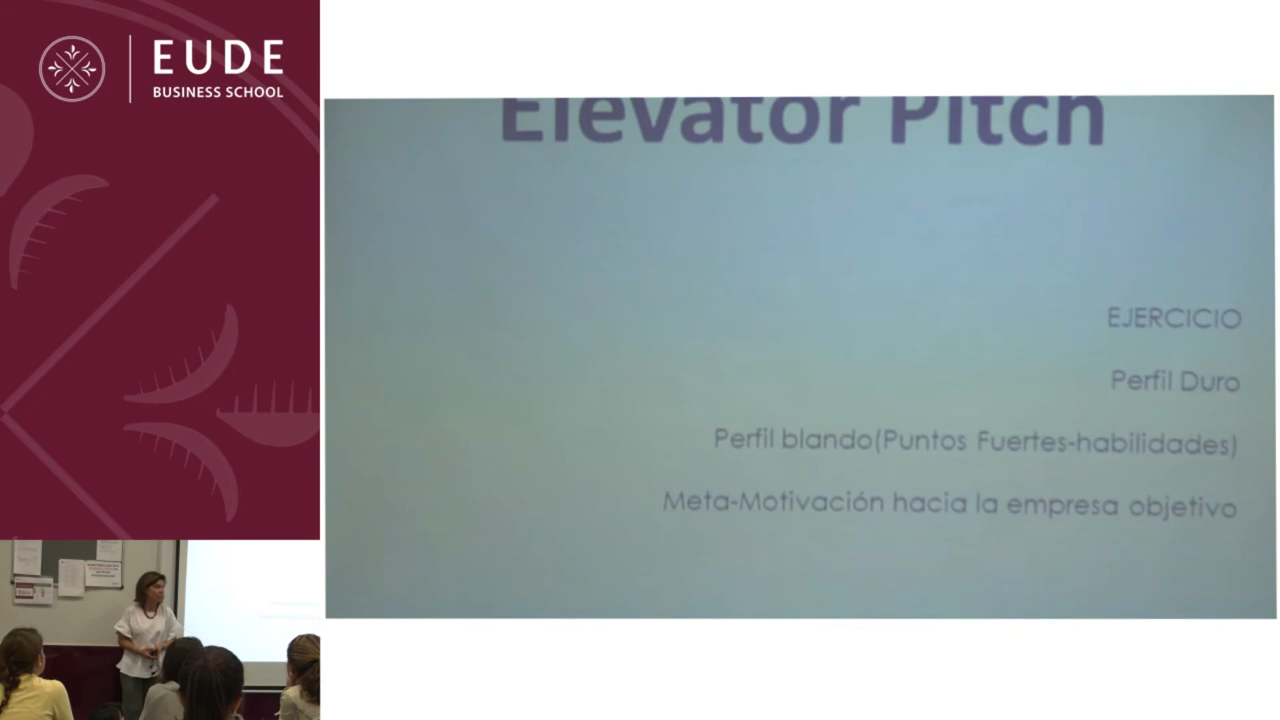 EUDE
BUSINESS SCHOOL
Elevator Pitch
EJERCICIO
Perfil Duro
Perfil blando(Puntos Fuertes-habilidades)
Meta-Motivación hacia la empresa objetivo